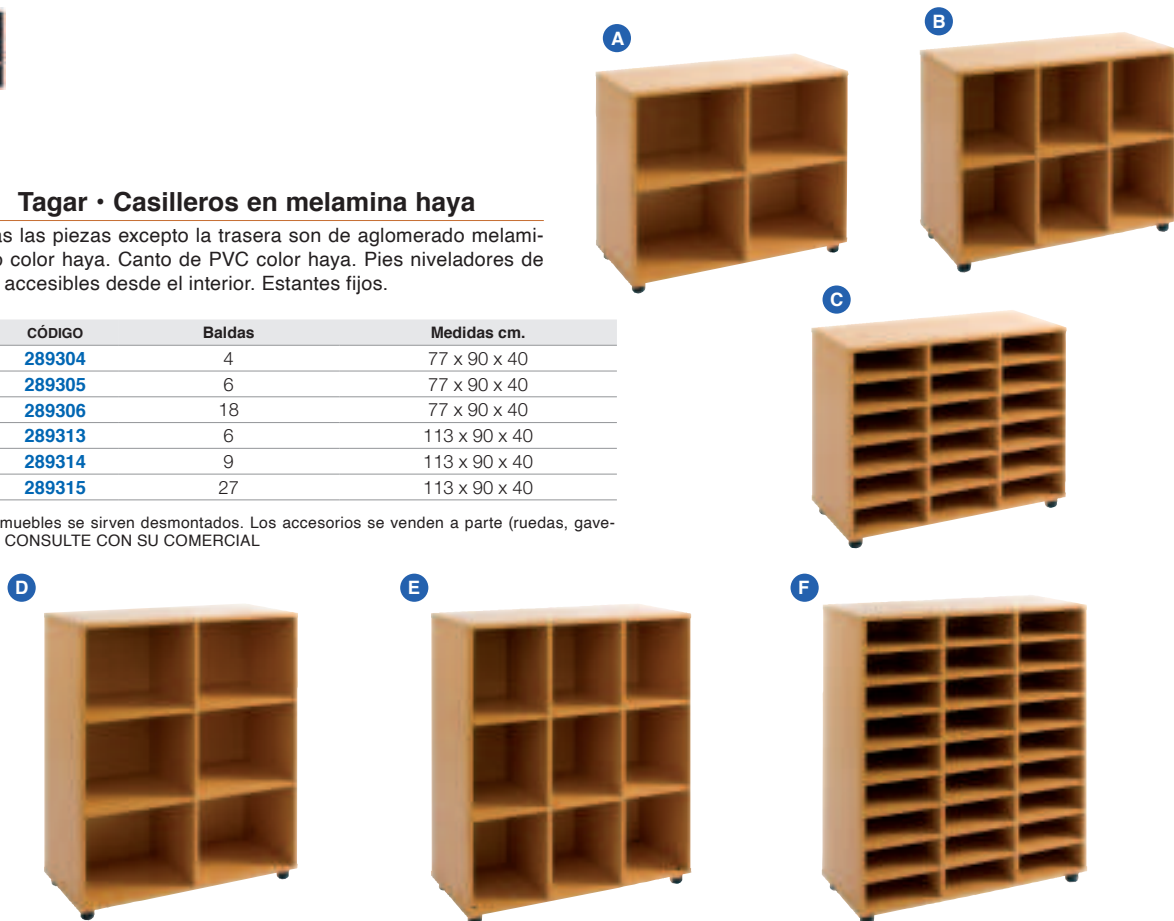 A
B
Tagar • Casilleros en melamina haya
las piezas excepto la trasera son de aglomerado melami-
color haya. Canto de PVC color haya. Pies niveladores de
accesibles desde el interior. Estantes fijos.
CÓDIGO Baldas Medidas cm.
289304 4 77 x 90 x 40
289305 6 77 x 90 x 40
289306 18 77 x 90 x 40
289313 6 113 x 90 x 40
289314 9 113 x 90 x 40
289315 27 113 x 90 x 40
muebles se sirven desmontados. Los accesorios se venden a parte (ruedas, gave-
CONSULTE CON SU COMERCIAL
C
D
E
F